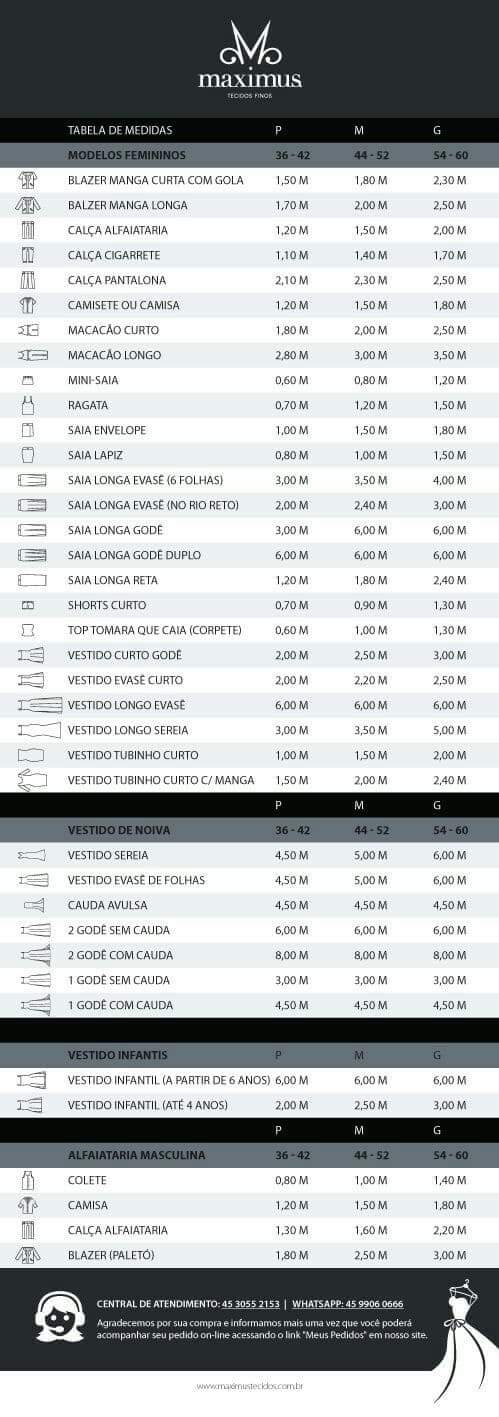 maximus
TECIDOS FINOS
TABELA DE MEDIDAS P M G
MODELOS FEMININOS 36 - 42 44 - 52 54 - 60
BLAZER MANGA CURTA COM GOLA 1,50 M 1,80 M 2,30 M
BALZER MANGA LONGA 1,70 M 2,00 M 2,50 M
CALÇA ALFAIATARIA 1,20 M 1,50 M 2,00 M
CALÇA CIGARRETE 1,10 M 1,40 M 1,70 M
CALÇA PANTALONA 2,10 M 2,30 M 2,50 M
CAMISETE OU CAMISA 1,20 M 1,50 M 1,80 M
MACACÃO CURTO 1,80 M 2,00 M 2,50 M
MACACÃO LONGO 2,80 M 3,00 M 3,50 M
MINI-SAIA 0,60 M 0,80 M 1,20 M
RAGATA 0,70 M 1,20 M 1,50 M
SAIA ENVELOPE 1,00 M 1,50 M 1,80 M
SAIA LAPIZ 0,80 M 1,00 M 1,50 M
SAIA LONGA EVASÊ (6 FOLHAS) 3,00 M 3,50 M 4,00 M
SAIA LONGA EVASÊ (NO RIO RETO) 2,00 M 2,40 M 3,00 M
SAIA LONGA GODÊ 3,00 M 6,00 M 6,00 M
SAIA LONGA GODÊ DUPLO 6,00 M 6,00 M 6,00 M
SAIA LONGA RETA 1,20 M 1,80 M 2,40 M
SHORTS CURTO 0,70 M 0,90 M 1,30 M
TOP TOMARA QUE CAIA (CORPETE) 0,60 M 1,00 M 1,30 M
VESTIDO CURTO GODÊ 2,00 M 2,50 M 3,00 M
VESTIDO EVASÊ CURTO 2,00 M 2,20 M 2,50 M
VESTIDO LONGO EVASÊ 6,00 M 6,00 M 6,00 M
VESTIDO LONGO SEREIA 3,00 M 3,50 M 5,00 M
VESTIDO TUBINHO CURTO 1,00 M 1,50 M 2,00 M
VESTIDO TUBINHO CURTO C/ MANGA 1,50 M 2,00 M 2,40 M
P M G
VESTIDO DE NOIVA 36 - 42 44 - 52 54 - 60
VESTIDO SEREIA 4,50 M 5,00 M 6,00 M
VESTIDO EVASÊ DE FOLHAS 4,50 M 5,00 M 6,00 M
CAUDA AVULSA 4,50 M 4,50 M 4,50 M
2 GODÊ SEM CAUDA 6,00 M 6,00 M 6,00 M
2 GODÊ COM CAUDA 8,00 M 8,00 M 8,00 M
1 GODÊ SEM CAUDA 3,00 M 3,00 M 3,00 M
1 GODÊ COM CAUDA 4,50 M 4,50 M 4,50 M
VESTIDO INFANTIS P M G
VESTIDO INFANTIL (A PARTIR DE 6 ANOS) 6,00 M 6,00 M 6,00 M
VESTIDO INFANTIL (ATÉ 4 ANOS) 2,00 M 2,50 M 3,00 M
P M G
ALFAIATARIA MASCULINA 36 - 42 44 - 52 54 - 60
COLETE 0,80 M 1,00 M 1,40 M
CAMISA 1,20 M 1,50 M 1,80 M
CALÇA ALFAIATARIA 1,30 M 1,60 M 2,20 M
BLAZER (PALETÓ) 1,80 M 2,50 M 3,00 M
CENTRAL DE ATENDIMENTO: 45 3055 2153 | WHATSAPP: 45 9906 0666
Agradecemos por sua compra e informamos mais uma vez que você poderá
acompanhar seu pedido on-line acessando o link "Meus Pedidos" em nosso site.
www.maximustecidos.com.br